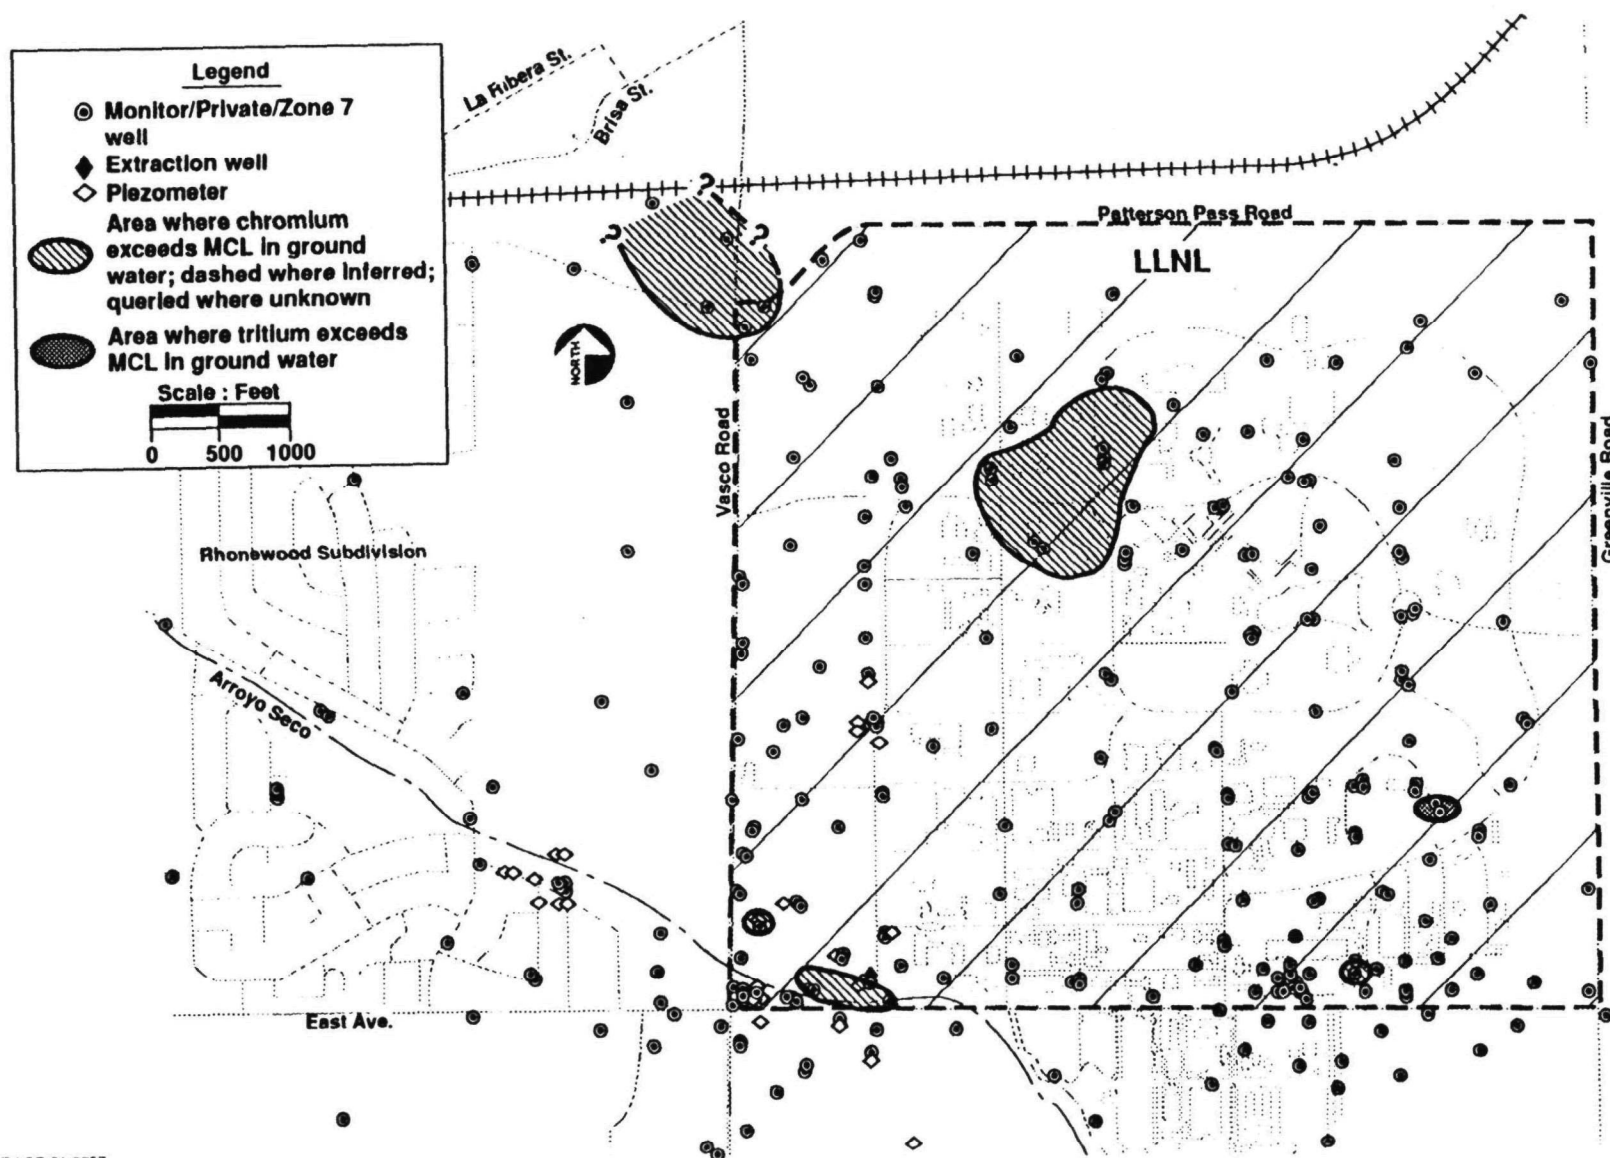 Legend
Monitor/Private/Zone 7
well
Extraction well
Piezometer
Area where chromium
exceeds MCL in ground
water; dashed where inferred;
queried where unknown
Area where tritium exceeds
MCL in ground water
Scale : Feet
0 500 1000
La Ribera St.
Brisa St.
?
?
?
Patterson Pass Road
LLNL
NORTH
Vasco Road
Greenville Road
Rhonewood Subdivision
Arroyo Seco
East Ave.